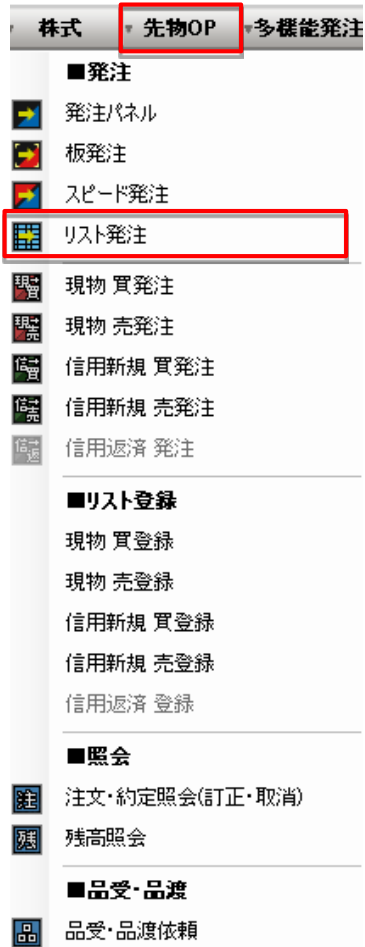 株式 先物OP 多機能発注
■発注
発注パネル
板発注
スピード発注
リスト発注
現物 買発注
現物 売発注
信用新規 買発注
信用新規 売発注
信用返済 発注
■リスト登録
現物 買登録
現物 売登録
信用新規 買登録
信用新規 売登録
信用返済 登録
■照会
注 注文・約定照会(訂正・取消)
残 残高照会
■品受・品渡
品 品受・品渡依頼